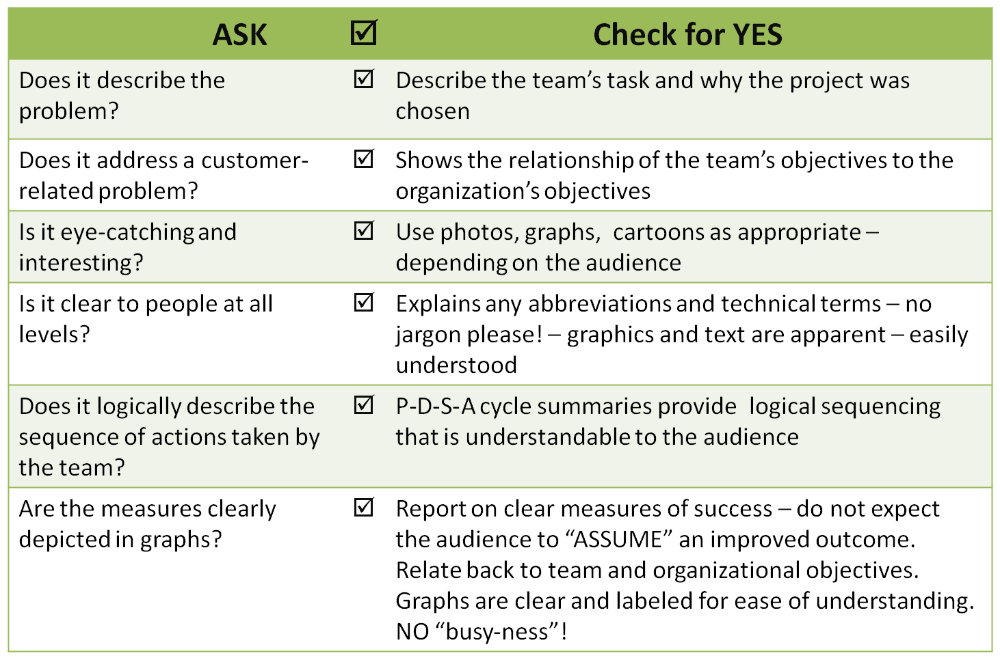 ASK ☑ Check for YES
Does it describe the
problem?
☑ Describe the team’s task and why the project was
chosen
Does it address a customer-
related problem?
☑ Shows the relationship of the team’s objectives to the
organization’s objectives
Is it eye-catching and
interesting?
☑ Use photos, graphs, cartoons as appropriate –
depending on the audience
Is it clear to people at all
levels?
☑ Explains any abbreviations and technical terms – no
jargon please! – graphics and text are apparent – easily
understood
Does it logically describe the
sequence of actions taken by
the team?
☑ P-D-S-A cycle summaries provide logical sequencing
that is understandable to the audience
Are the measures clearly
depicted in graphs?
☑ Report on clear measures of success – do not expect
the audience to “ASSUME” an improved outcome.
Relate back to team and organizational objectives.
Graphs are clear and labeled for ease of understanding.
NO “busy-ness”!